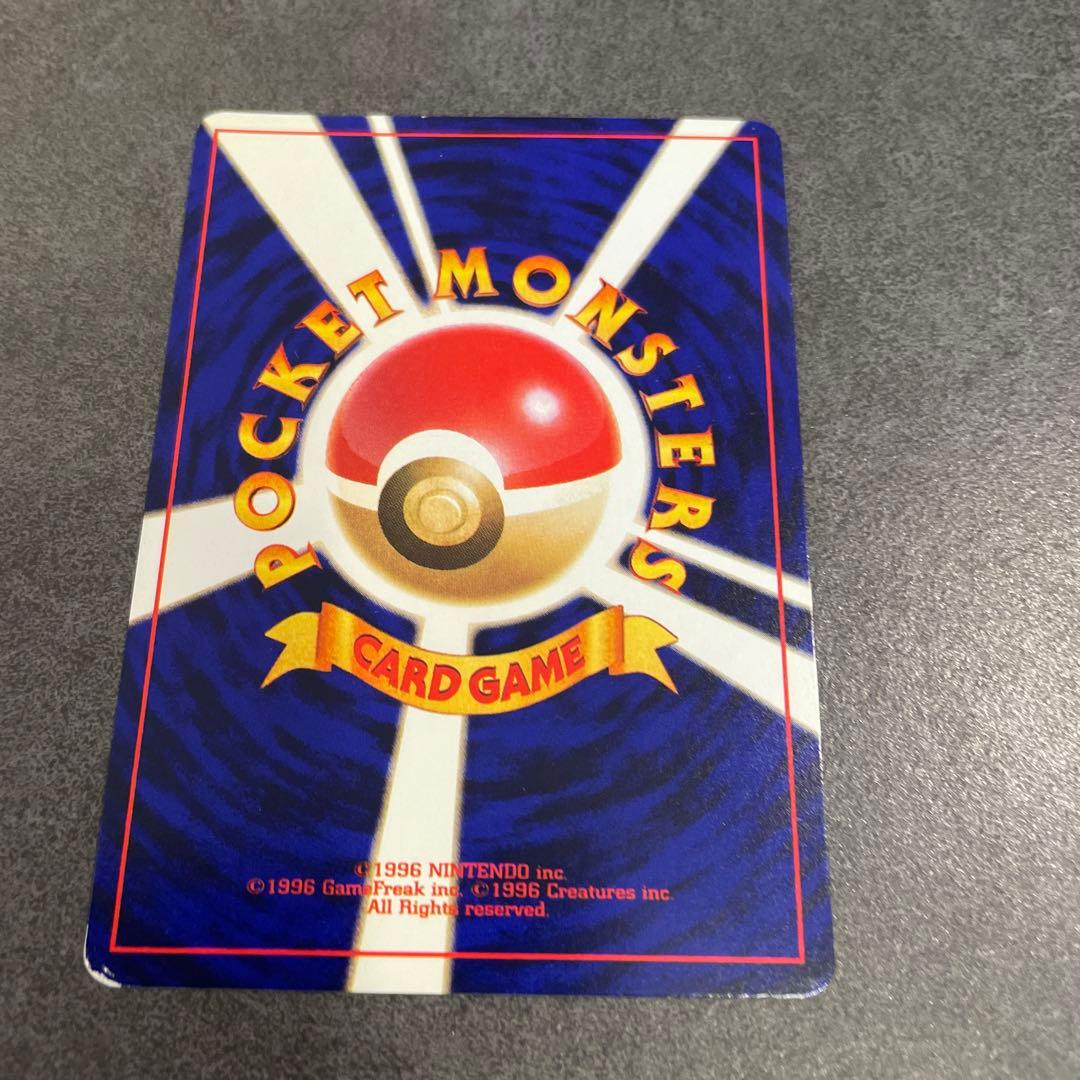 POCKET MONSTERS
CARD GAME
©1996 NINTENDO inc.
©1996 GameFreak inc. ©1996 Creatures inc.
All Rights reserved.